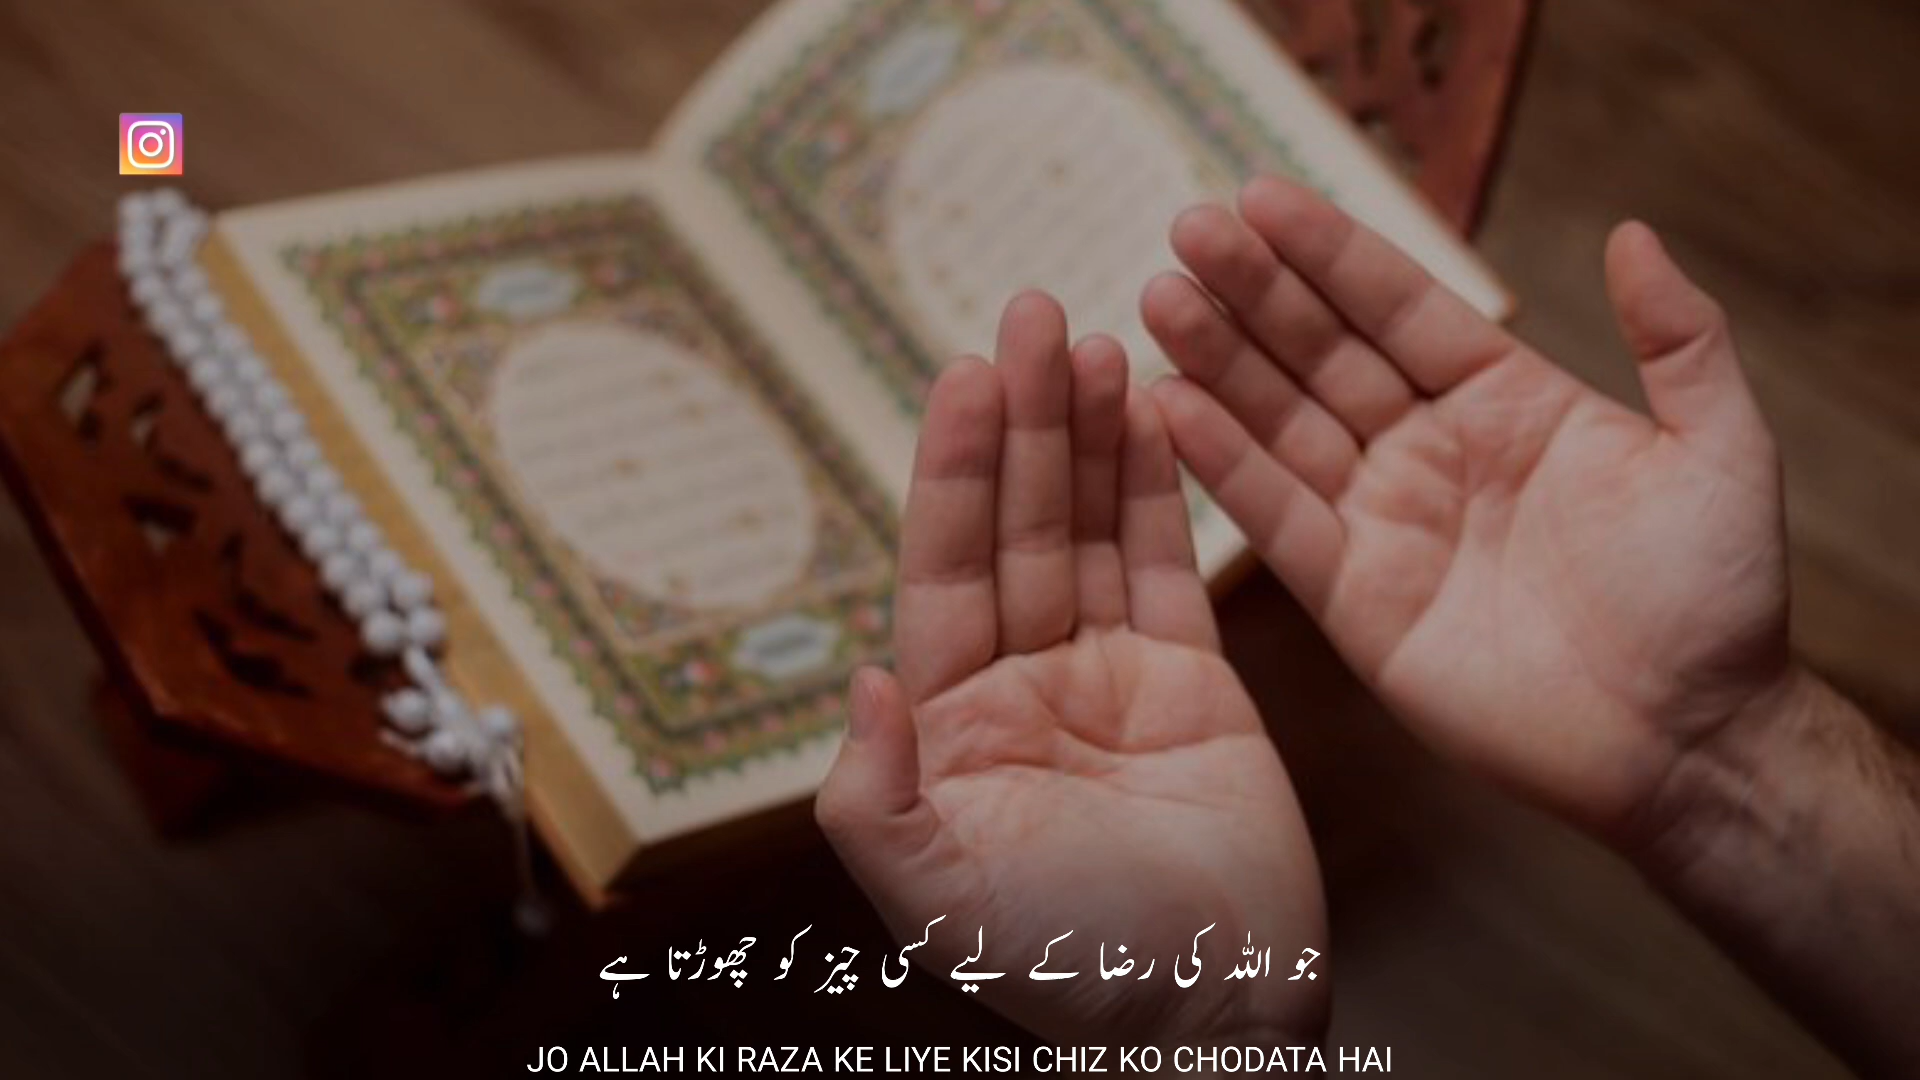 جو اللہ کی رضا کے لیے کسی چیز کو چھوڑتا ہے
JO ALLAH KI RAZA KE LIYE KISI CHIZ KO CHODATA HAI